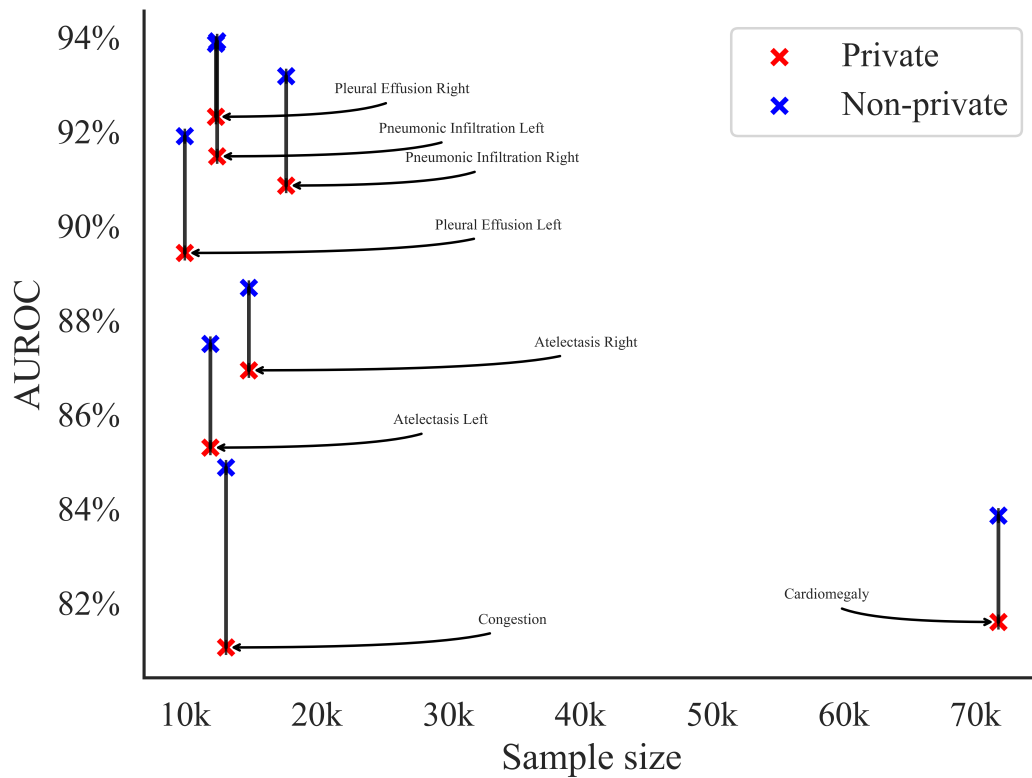 94%
92%
90%
88%
86%
84%
82%
AUROC
Private
Non-private
Pleural Effusion Right
Pneumonic Infiltration Left
Pneumonic Infiltration Right
Pleural Effusion Left
Atelectasis Right
Atelectasis Left
Cardiomegaly
Congestion
10k 20k 30k 40k 50k 60k 70k
Sample size